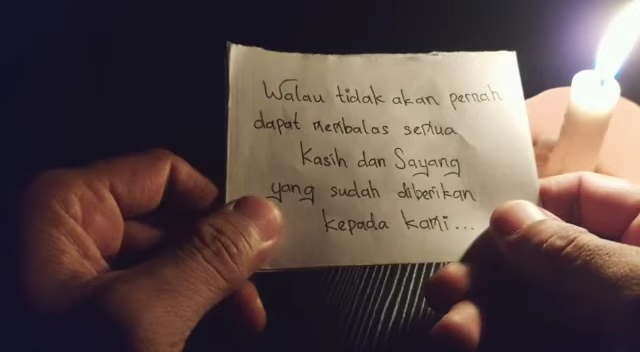 Walau tidak akan pernah
dapat membalas semua
Kasih dan Sayang
yang sudah diberikan
kepada kami...